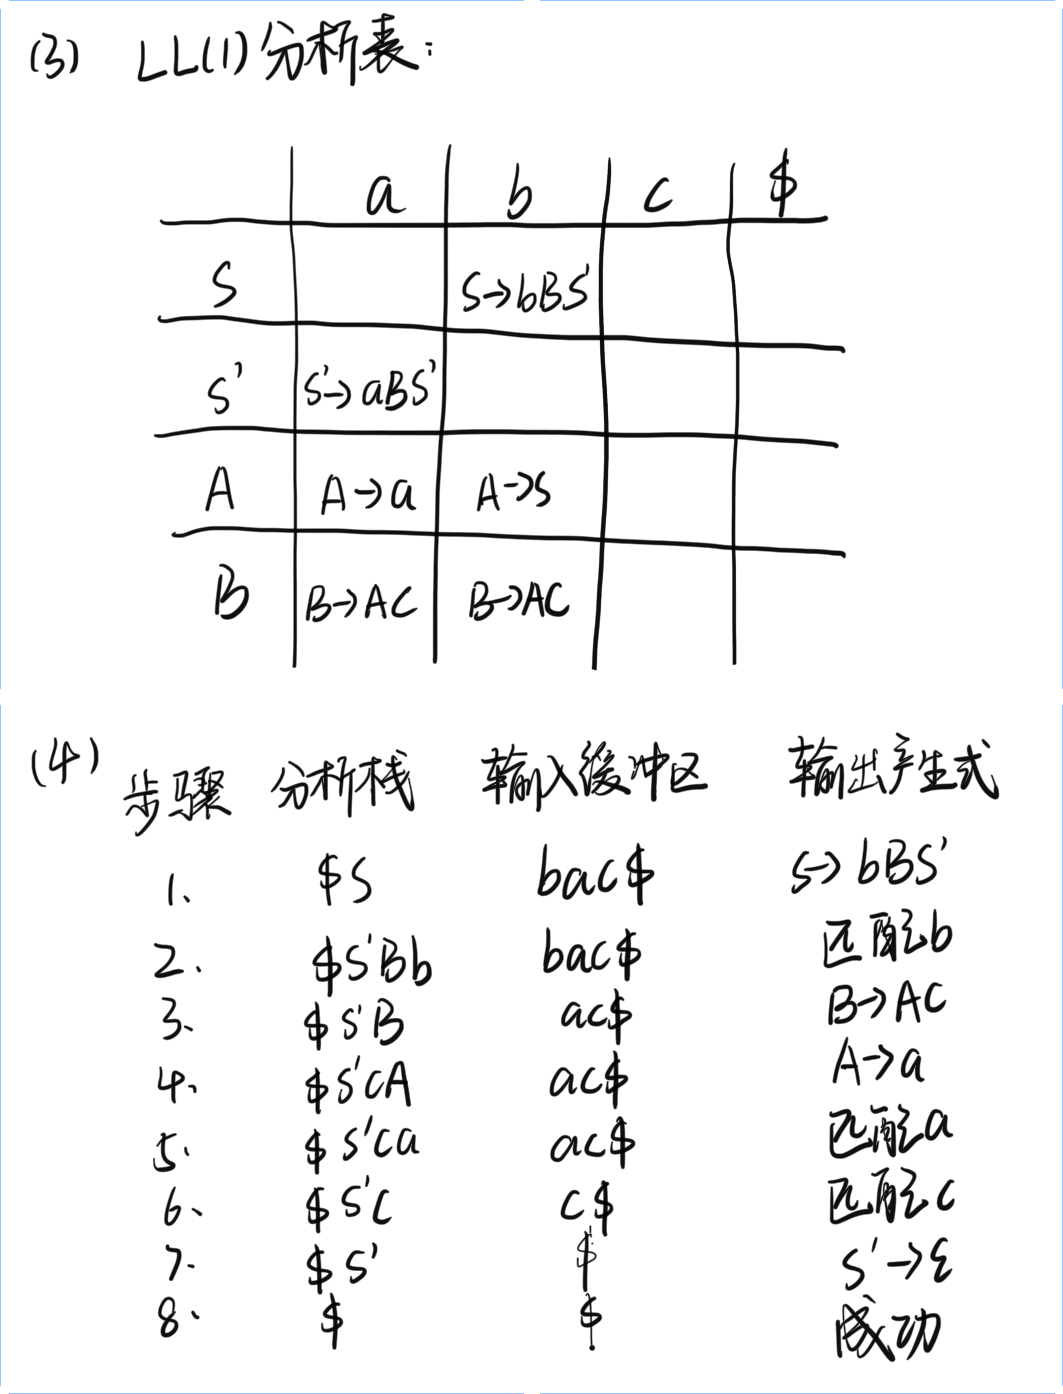 (3) LL(1)分析表:
a b c $
S S→bBS'
S' S'→aBS'
A A→a A→S
B B→AC B→AC
(4) 步骤 分析栈 输入缓冲区 输出产生式
1、 $S bac$ S→bBS'
2、 $S'Bb bac$ 匹配b
3、 $S'B ac$ B→AC
4、 $S'cA ac$ A→a
5、 $S'ca ac$ 匹配a
6、 $S'c c$ 匹配c
7、 $S' $ S'→ε
8、 $ $ 成功